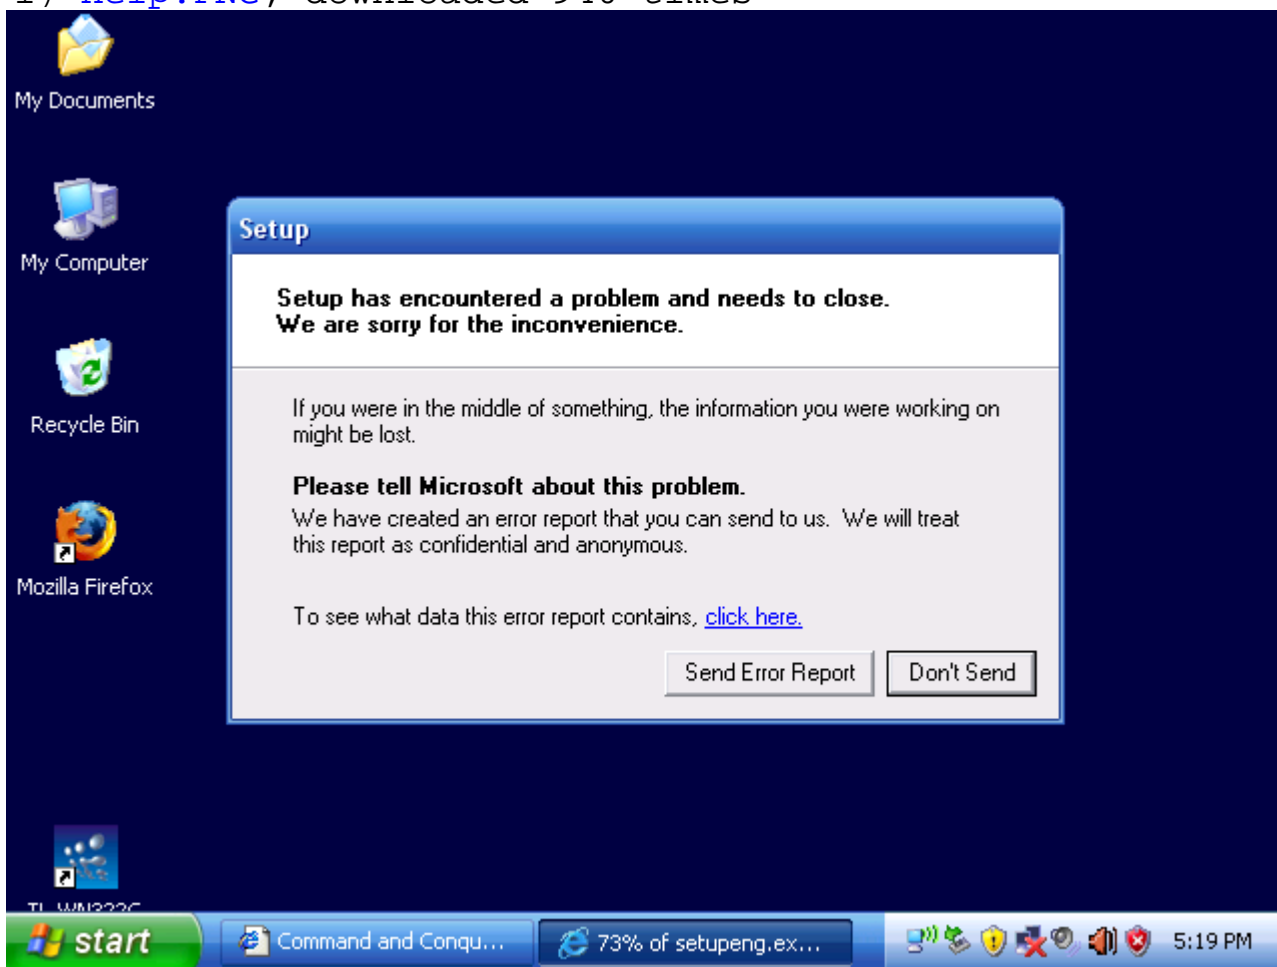 My Documents
My Computer
Recycle Bin
Mozilla Firefox
Setup
Setup has encountered a problem and needs to close.
We are sorry for the inconvenience.
If you were in the middle of something, the information you were working on
might be lost.
Please tell Microsoft about this problem.
We have created an error report that you can send to us. We will treat
this report as confidential and anonymous.
To see what data this error report contains, click here.
Send Error Report
Don't Send
start
Command and Conqu...
73% of setupeng.ex...
5:19 PM